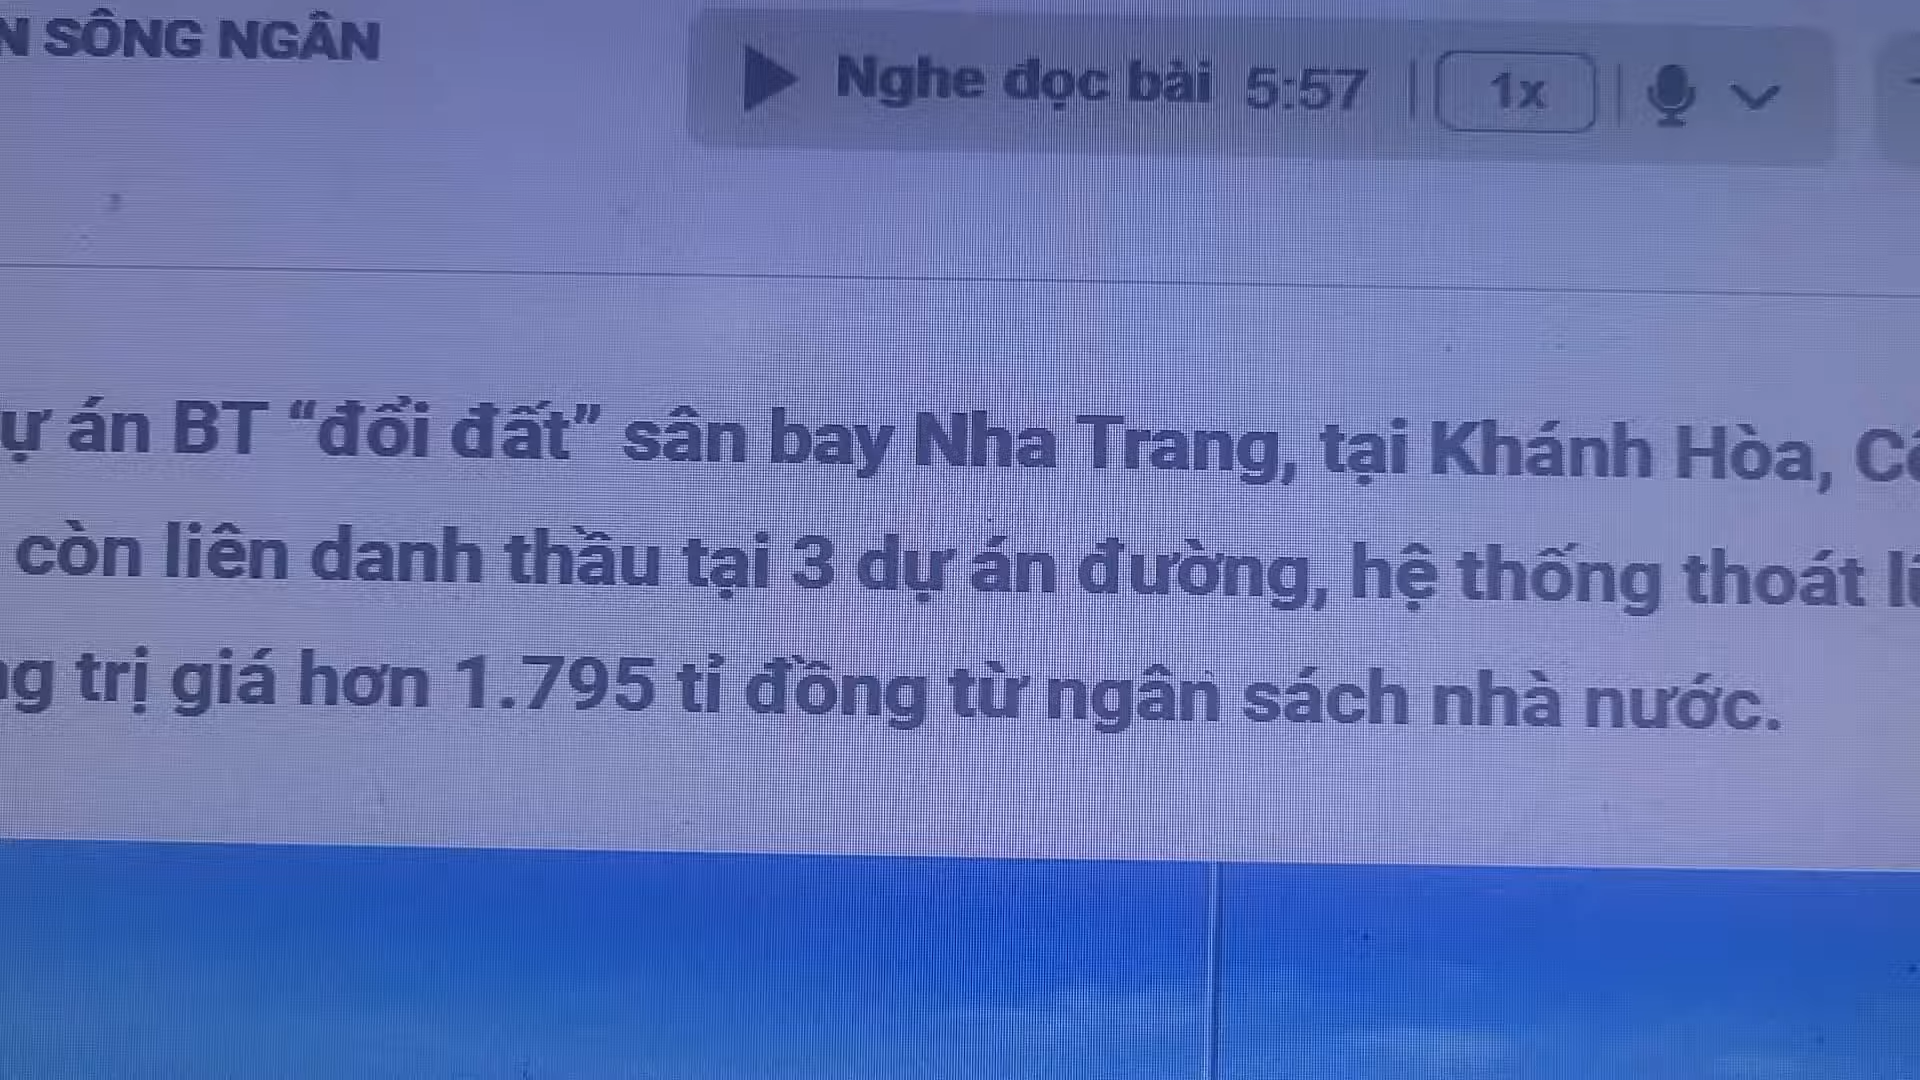 SÔNG NGÂN
Nghe đọc bài 5:57 1x
án BT “đổi đất” sân bay Nha Trang, tại Khánh Hòa,
còn liên danh thầu tại 3 dự án đường, hệ thống thoát
trị giá hơn 1.795 tỉ đồng từ ngân sách nhà nước.